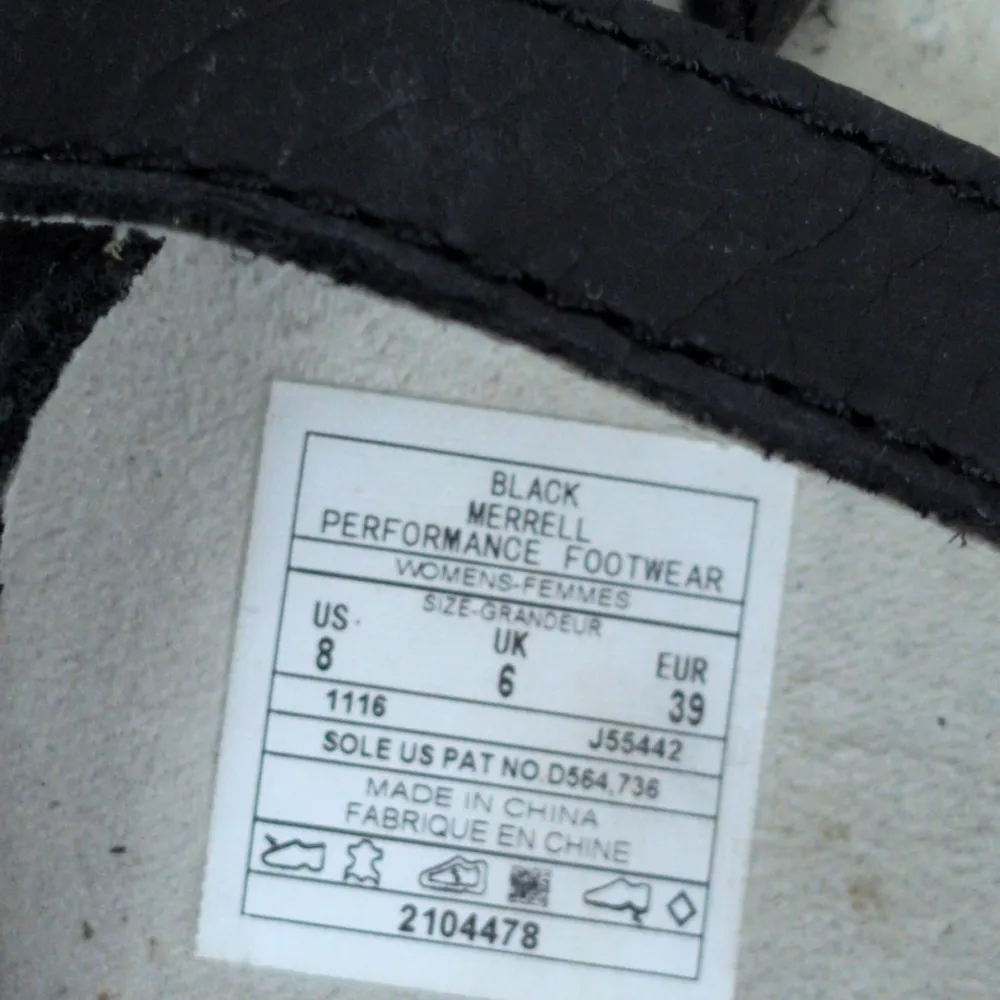 BLACK
MERRELL
PERFORMANCE FOOTWEAR
WOMENS-FEMMES
SIZE-GRANDEUR
US UK EUR
8 6 39
1116 J55442
SOLE US PAT NO.D564,736
MADE IN CHINA
FABRIQUE EN CHINE
2104478